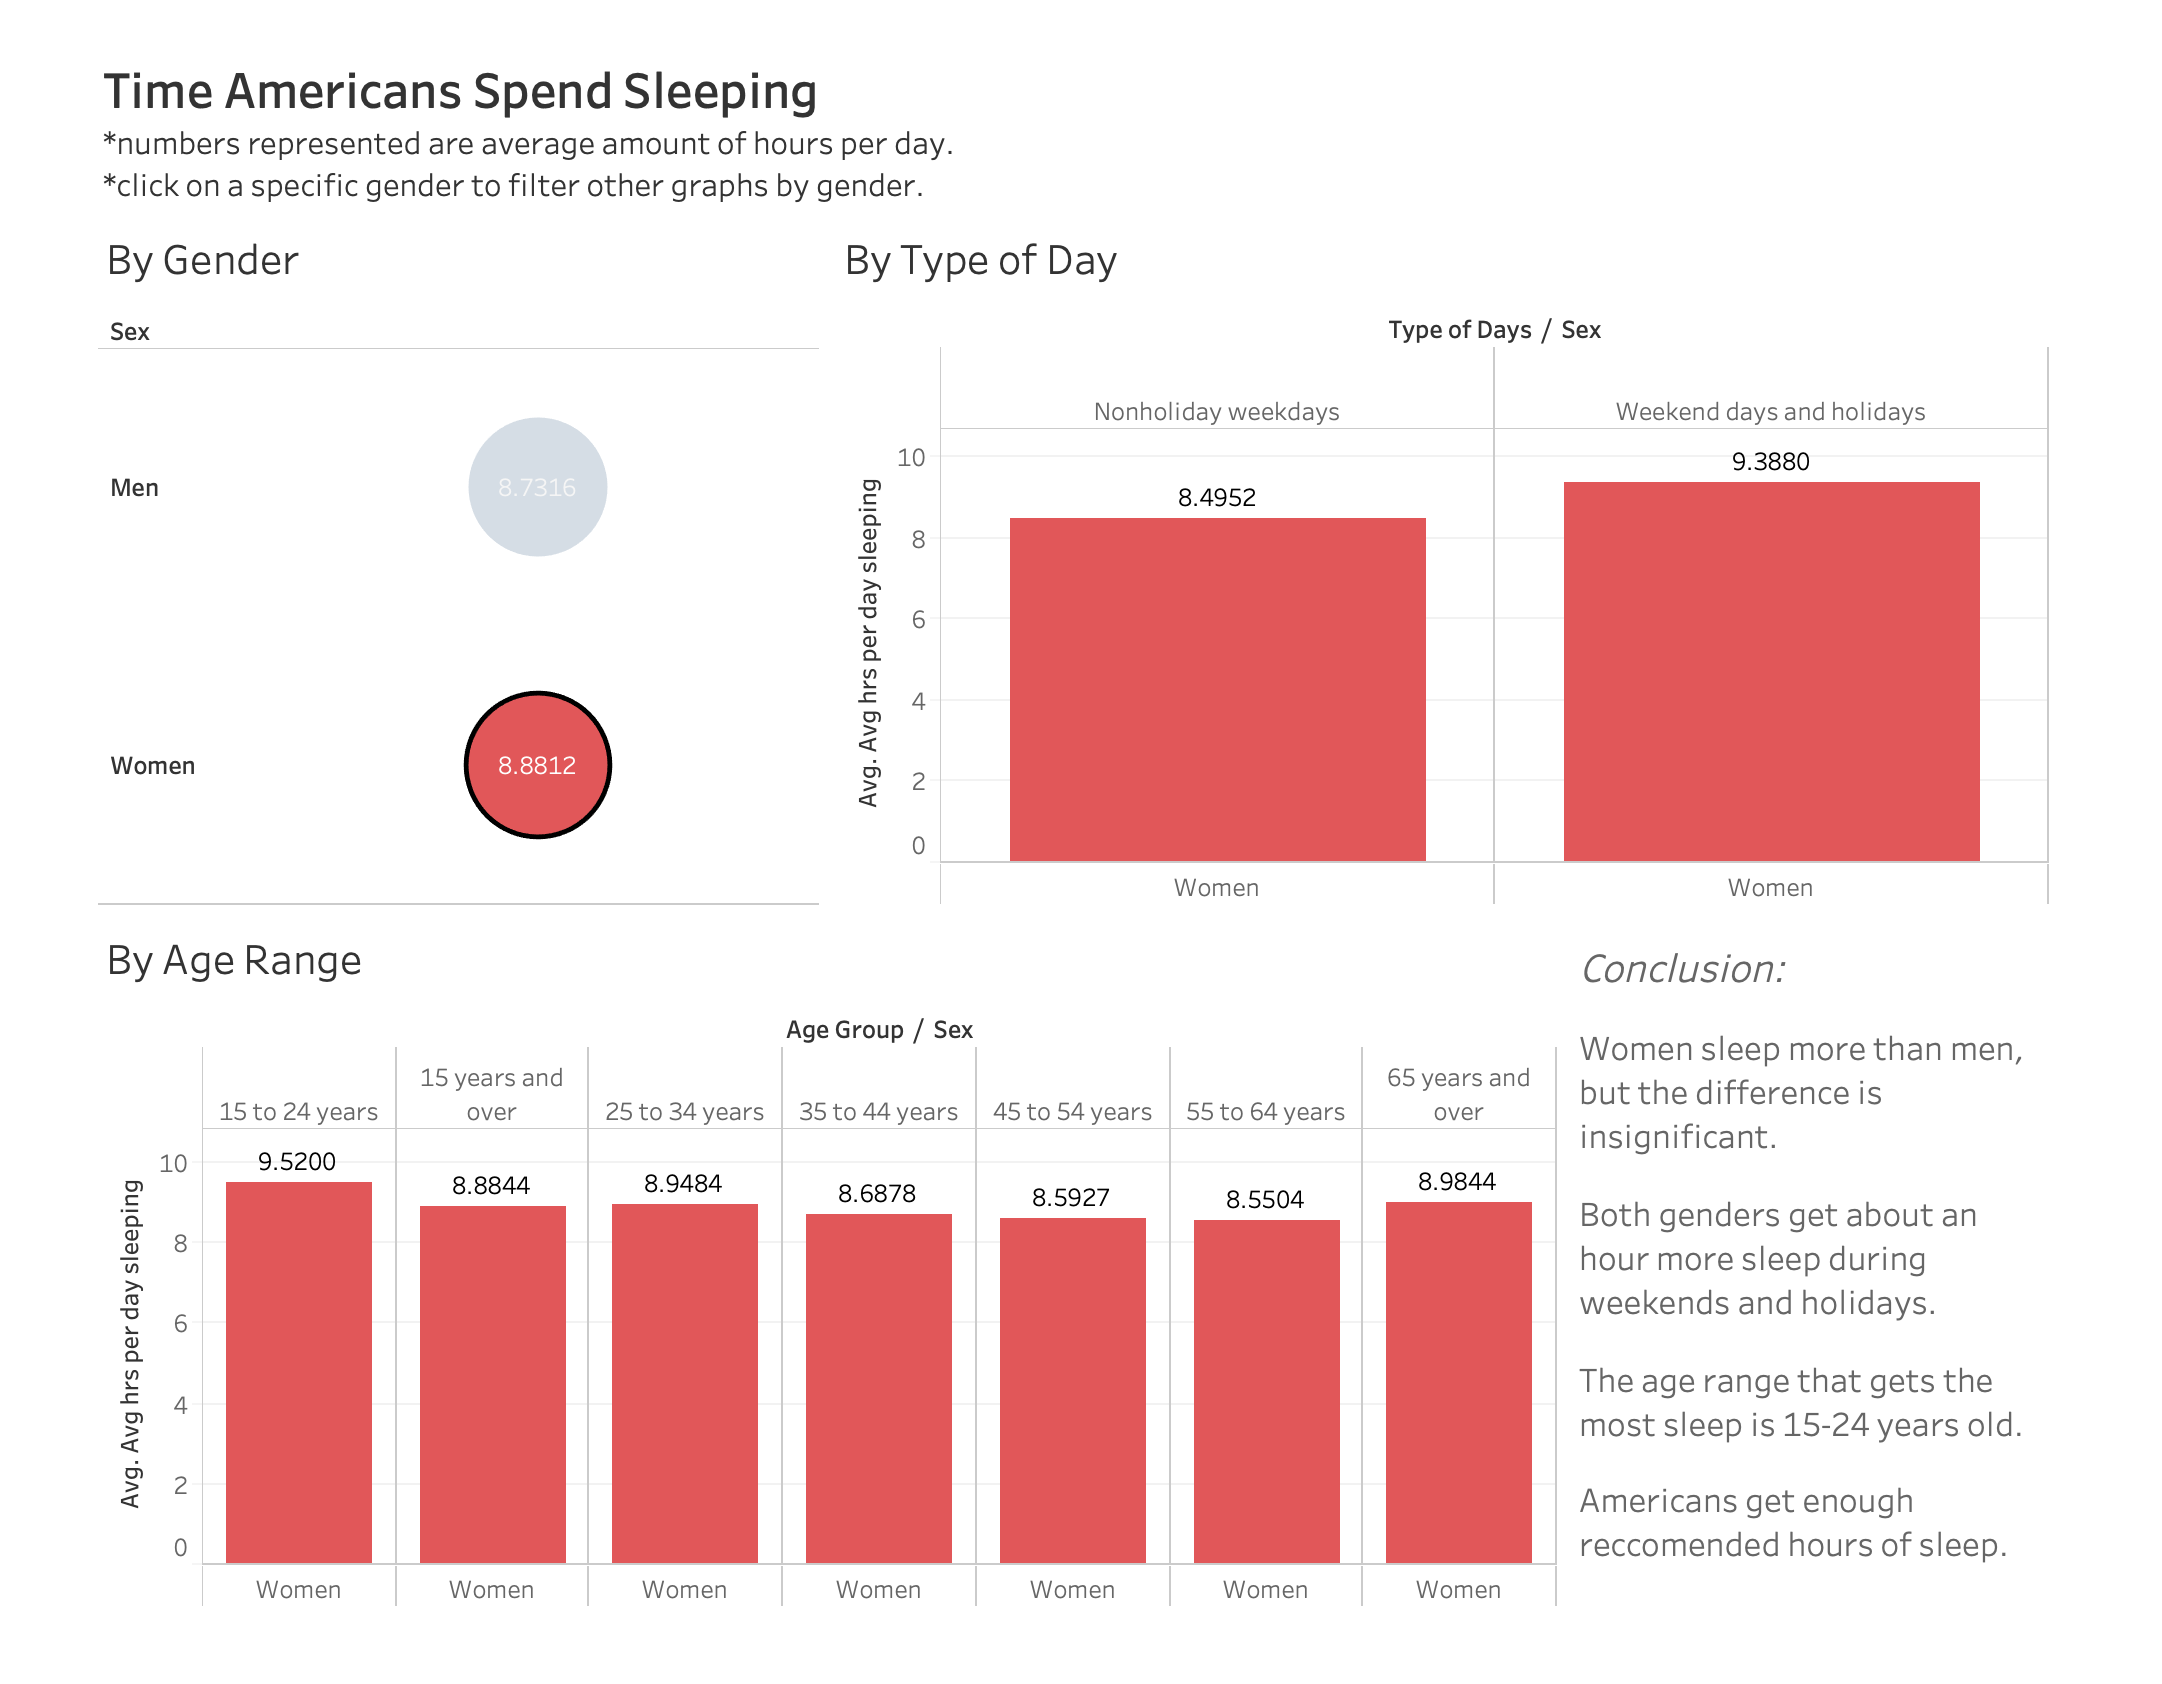 Time Americans Spend Sleeping
*numbers represented are average amount of hours per day.
*click on a specific gender to filter other graphs by gender.
By Gender
Sex
Men
8.7316
Women
8.8812
By Type of Day
Type of Days / Sex
Nonholiday weekdays
Weekend days and holidays
Avg. Avg hrs per day sleeping
10
8
6
4
2
0
8.4952
9.3880
Women
Women
By Age Range
Age Group / Sex
15 to 24 years
15 years and
over
25 to 34 years
35 to 44 years
45 to 54 years
55 to 64 years
65 years and
over
Avg. Avg hrs per day sleeping
10
8
6
4
2
0
9.5200
8.8844
8.9484
8.6878
8.5927
8.5504
8.9844
Women
Women
Women
Women
Women
Women
Women
Conclusion:
Women sleep more than men,
but the difference is
insignificant.
Both genders get about an
hour more sleep during
weekends and holidays.
The age range that gets the
most sleep is 15-24 years old.
Americans get enough
reccomended hours of sleep.